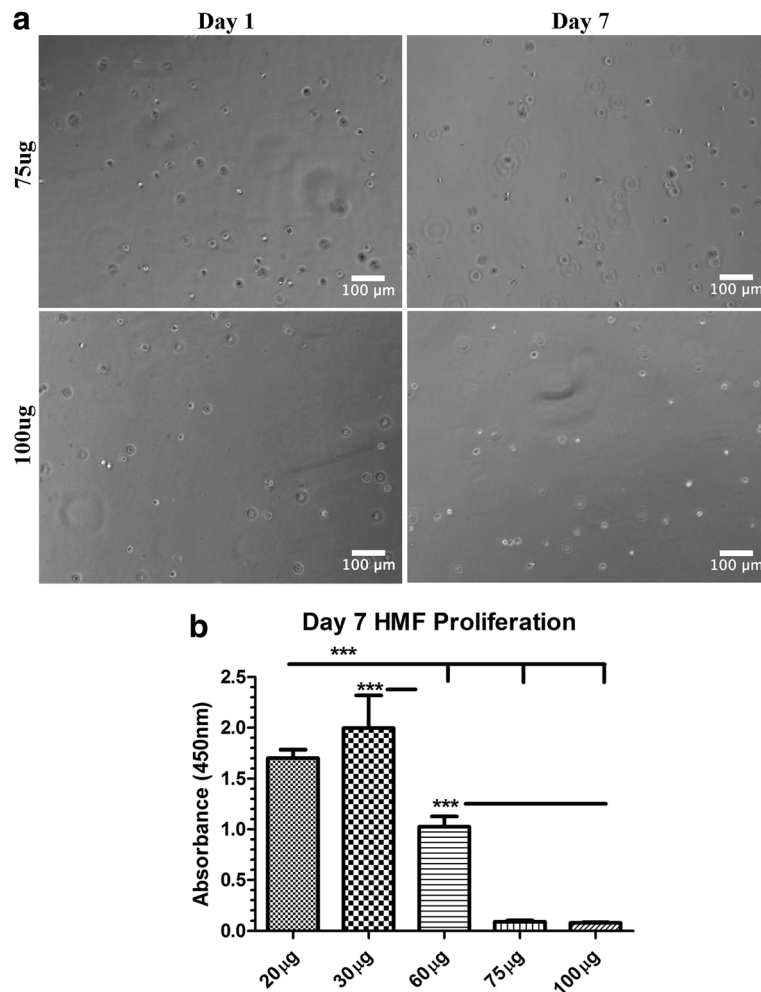 a
Day 1 Day 7
75ug
100 µm 100 µm
100ug
100 µm 100 µm
b Day 7 HMF Proliferation
***
2.5
***
2.0
1.5
***
1.0
0.5
0.0
Absorbance (450nm)
20µg 30µg 60µg 75µg 100µg